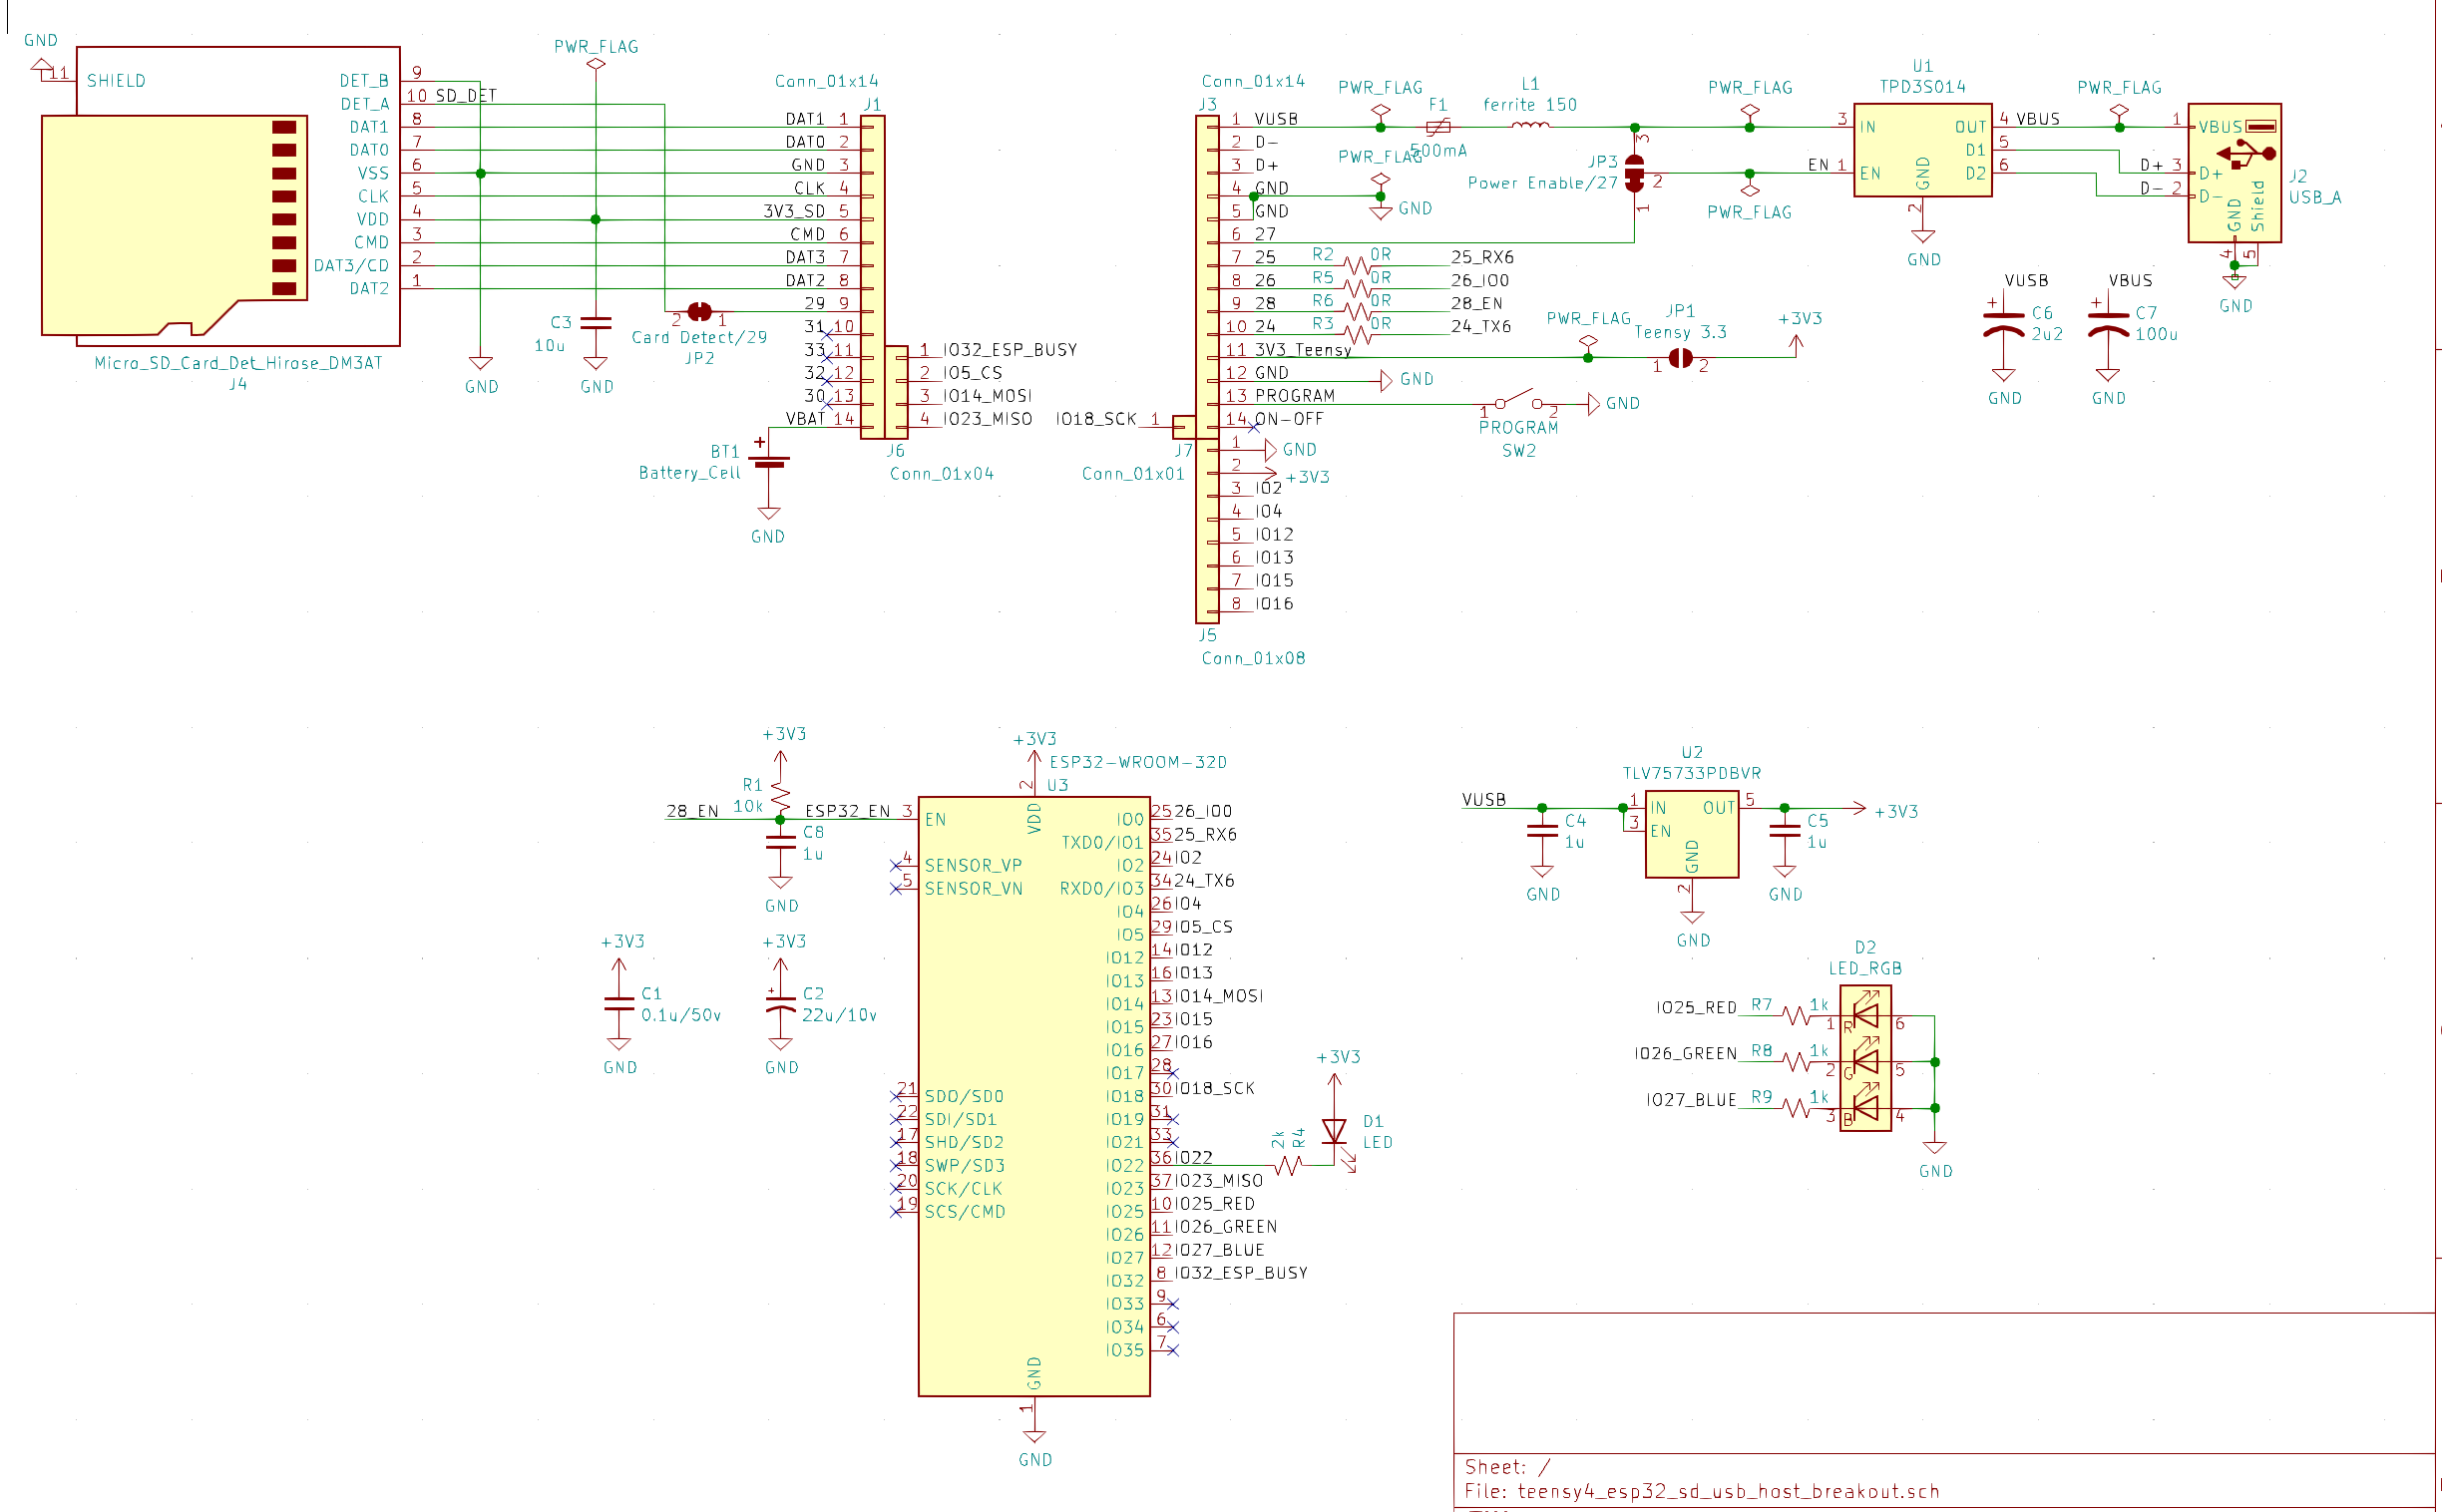 GND
11
SHIELD
DET_B
9
DET_A
10
SD_DET
DAT1
8
DAT0
7
VSS
6
CLK
5
VDD
4
CMD
3
DAT3/CD
2
DAT2
1
Micro_SD_Card_Det_Hirose_DM3AT
J4
GND
PWR_FLAG
C3
10u
GND
2
1
Card Detect/29
JP2
Conn_01x14
J1
DAT1 1
DAT0 2
GND 3
CLK 4
3V3_SD 5
CMD 6
DAT3 7
DAT2 8
29 9
31 10
33 11
32 12
30 13
VBAT 14
BT1
Battery_Cell
GND
1 IO32_ESP_BUSY
2 IO5_CS
3 IO14_MOSI
4 IO23_MISO
J6
Conn_01x04
IO18_SCK 1
J7
Conn_01x01
Conn_01x14
J3
1 VUSB
2 D-
3 D+
4 GND
5 GND
6 27
7 25
8 26
9 28
10 24
11 3V3_Teensy
12 GND
13 PROGRAM
14 ON-OFF
1 GND
2 +3V3
3 IO2
4 IO4
5 IO12
6 IO13
7 IO15
8 IO16
J5
Conn_01x08
PWR_FLAG
F1
500mA
L1
ferrite 150
PWR_FLAG
GND
JP3
Power Enable/27
3
2
1
R2 0R 25_RX6
R5 0R 26_IO0
R6 0R 28_EN
R3 0R 24_TX6
PWR_FLAG
JP1
Teensy 3.3
1
2
+3V3
GND
1
2
GND
PROGRAM
SW2
PWR_FLAG
PWR_FLAG
U1
TPD3S014
3 IN
EN 1 EN
OUT 4 VBUS
D1 5
D2 6
GND
2
GND
PWR_FLAG
1 VBUS
D+ 3 D+
D- 2 D-
GND
Shield
4
5
GND
J2
USB_A
VUSB
C6
2u2
GND
VBUS
C7
100u
GND
+3V3
R1
10k
28_EN
ESP32_EN
C8
1u
GND
+3V3
C1
0.1u/50v
GND
+3V3
C2
22u/10v
GND
+3V3
2
ESP32-WROOM-32D
U3
VDD
3 EN
4 SENSOR_VP
5 SENSOR_VN
21 SDO/SD0
22 SDI/SD1
17 SHD/SD2
18 SWP/SD3
20 SCK/CLK
19 SCS/CMD
IO0 25 26_IO0
TXD0/IO1 35 25_RX6
IO2 24 IO2
RXD0/IO3 34 24_TX6
IO4 26 IO4
IO5 29 IO5_CS
IO12 14 IO12
IO13 16 IO13
IO14 13 IO14_MOSI
IO15 23 IO15
IO16 27 IO16
IO17 28
IO18 30 IO18_SCK
IO19 31
IO21 33
IO22 36 IO22
IO23 37 IO23_MISO
IO25 10 IO25_RED
IO26 11 IO26_GREEN
IO27 12 IO27_BLUE
IO32 8 IO32_ESP_BUSY
IO33 9
IO34 6
IO35 7
GND
1
GND
+3V3
2k
R4
D1
LED
U2
TLV75733PDBVR
VUSB
1 IN
3 EN
OUT 5
GND
2
GND
C4
1u
GND
C5
1u
GND
+3V3
D2
LED_RGB
IO25_RED R7 1k 1 R 6
IO26_GREEN R8 1k 2 G 5
IO27_BLUE R9 1k 3 B 4
GND
Sheet: /
File: teensy4_esp32_sd_usb_host_breakout.sch